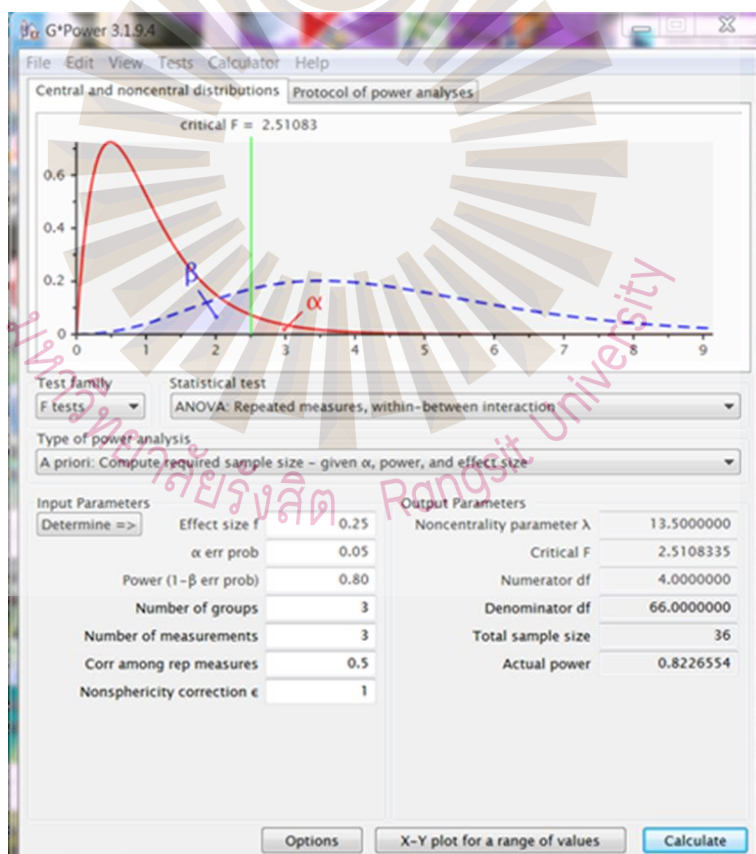 G*Power 3.1.9.4
File Edit View Tests Calculator Help
Central and noncentral distributions Protocol of power analyses
critical F = 2.51083
0.6
0.4
0.2
0
β
α
0 1 2 3 4 5 6 7 8 9
Test family Statistical test
F tests ANOVA: Repeated measures, within-between interaction
Type of power analysis
A priori: Compute required sample size - given α, power, and effect size
Input Parameters Output Parameters
Determine => Effect size f 0.25 Noncentrality parameter λ 13.5000000
α err prob 0.05 Critical F 2.5108335
Power (1-β err prob) 0.80 Numerator df 4.0000000
Number of groups 3 Denominator df 66.0000000
Number of measurements 3 Total sample size 36
Corr among rep measures 0.5 Actual power 0.8226554
Nonsphericity correction ϵ 1
Options X-Y plot for a range of values Calculate
มหาวิทยาลัยรังสิต Rangsit University